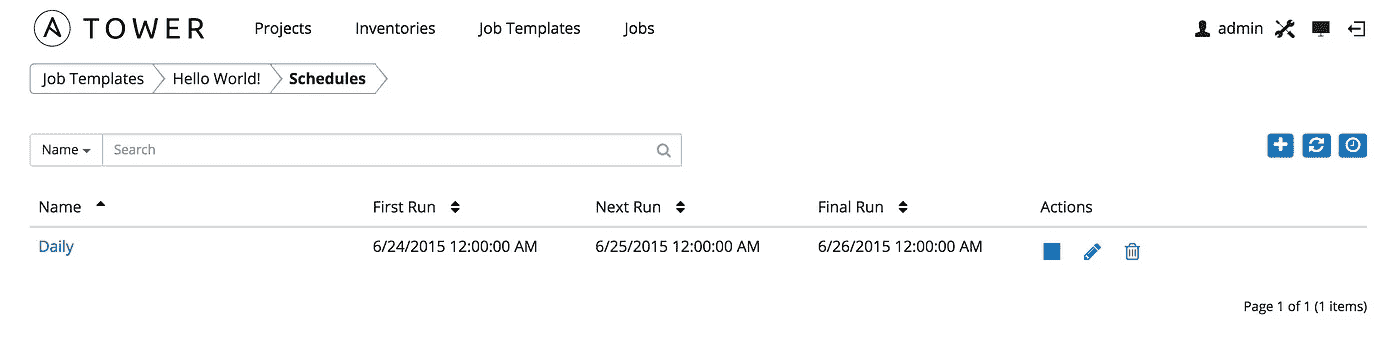 A TOWER Projects Inventories Job Templates Jobs admin
Job Templates Hello World! Schedules
Name Search
Name First Run Next Run Final Run Actions
Daily 6/24/2015 12:00:00 AM 6/25/2015 12:00:00 AM 6/26/2015 12:00:00 AM
Page 1 of 1 (1 items)